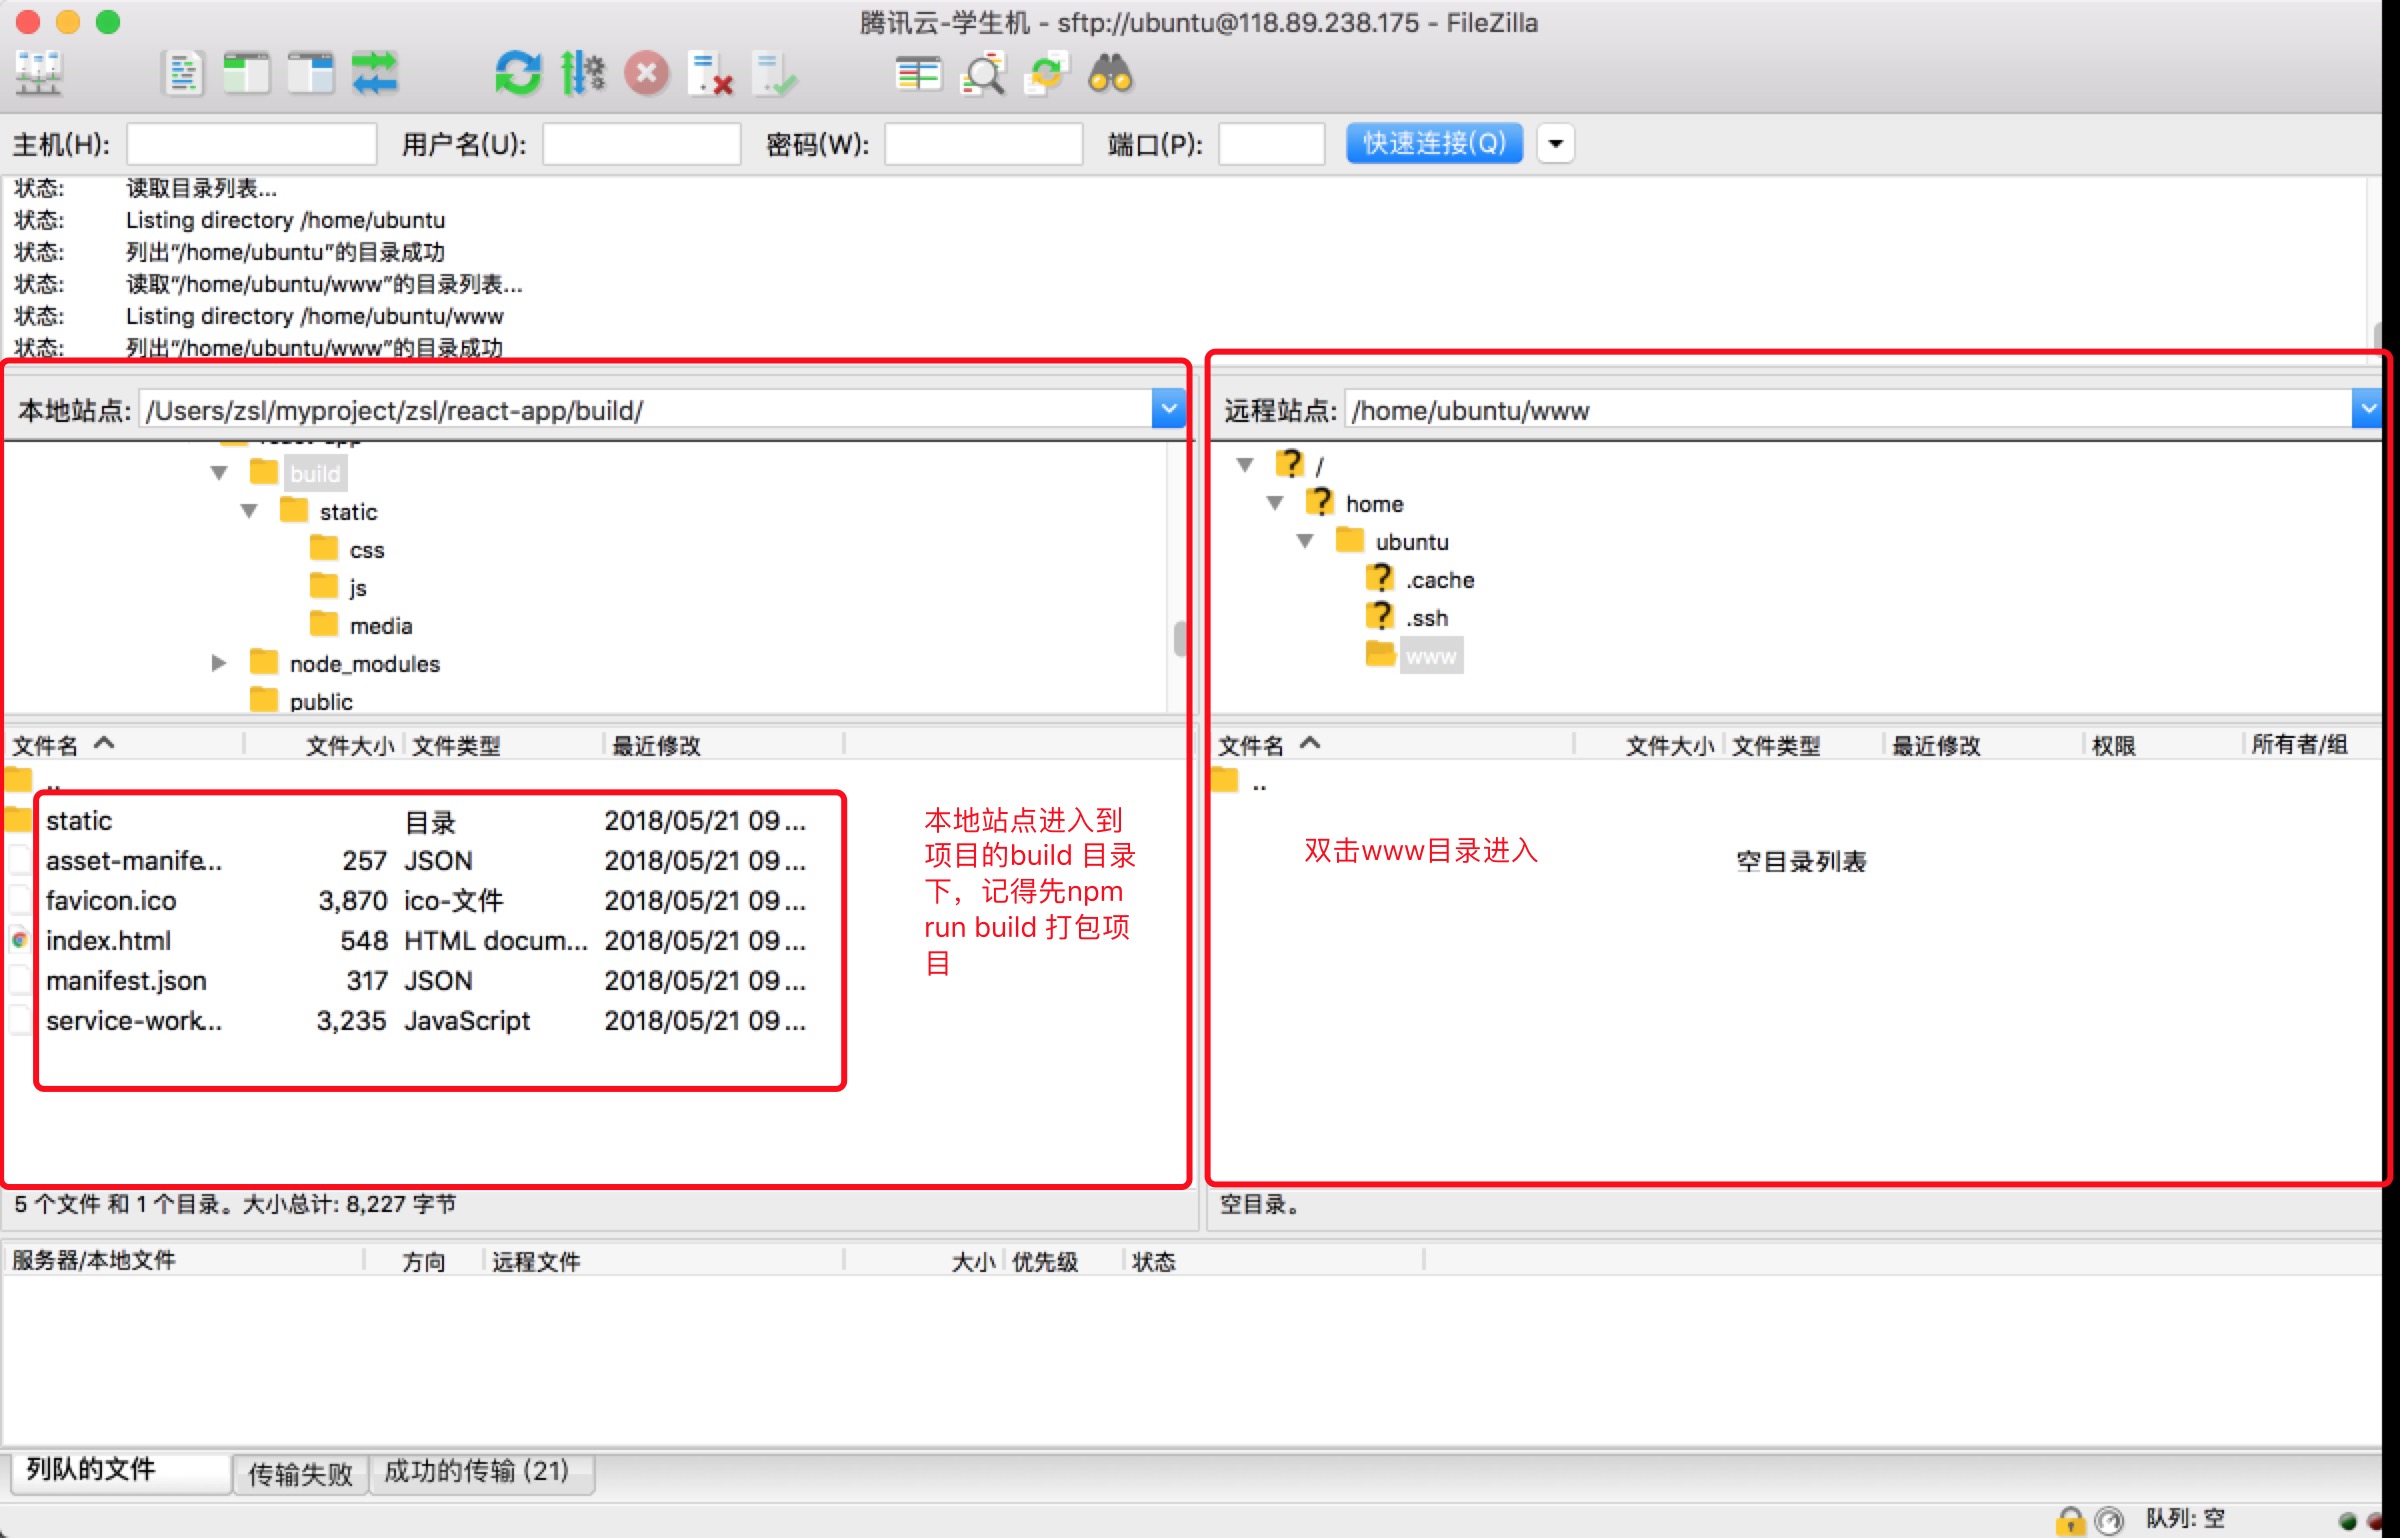 腾讯云-学生机 - sftp://ubuntu@118.89.238.175 - FileZilla
主机(H): 用户名(U): 密码(W): 端口(P): 快速连接(Q)
状态: 读取目录列表...
状态: Listing directory /home/ubuntu
状态: 列出“/home/ubuntu”的目录成功
状态: 读取“/home/ubuntu/www”的目录列表...
状态: Listing directory /home/ubuntu/www
状态: 列出“/home/ubuntu/www”的目录成功
本地站点: /Users/zsl/myproject/zsl/react-app/build/
react-app
build
static
css
js
media
node_modules
public
文件名 文件大小 文件类型 最近修改
..
static 目录 2018/05/21 09...
asset-manife... 257 JSON 2018/05/21 09...
favicon.ico 3,870 ico-文件 2018/05/21 09...
index.html 548 HTML docum... 2018/05/21 09...
manifest.json 317 JSON 2018/05/21 09...
service-work... 3,235 JavaScript 2018/05/21 09...
本地站点进入到
项目的build 目录
下，记得先npm
run build 打包项
目
5 个文件 和 1 个目录。大小总计: 8,227 字节
远程站点: /home/ubuntu/www
/
home
ubuntu
.cache
.ssh
www
文件名 文件大小 文件类型 最近修改 权限 所有者/组
..
双击www目录进入
空目录列表
空目录。
服务器/本地文件 方向 远程文件 大小 优先级 状态
列队的文件 传输失败 成功的传输 (21)
队列: 空